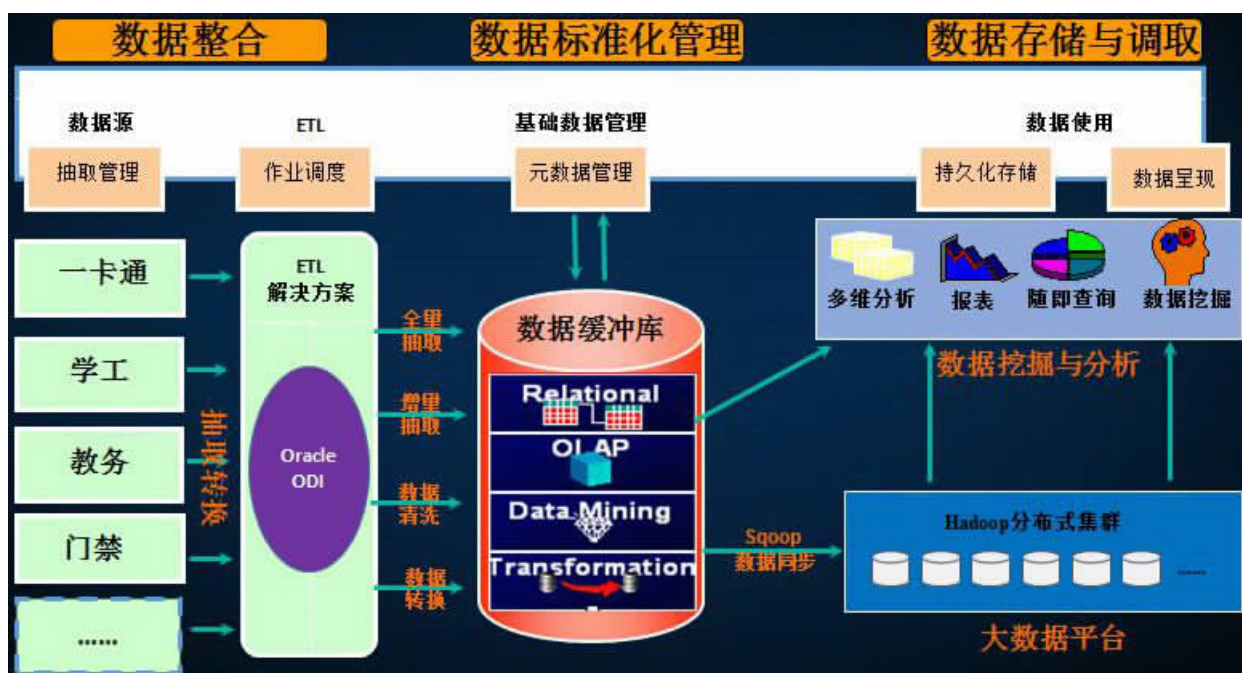 数据整合
数据标准化管理
数据存储与调取
数据源
ETL
基础数据管理
数据使用
抽取管理
作业调度
元数据管理
持久化存储
数据呈现
一卡通
学工
教务
门禁
......
抽取转换
ETL
解决方案
Oracle
ODI
全量
抽取
增量
抽取
数据
清洗
数据
转换
数据缓冲库
Relational
OLAP
Data Mining
Transformation
Sqoop
数据同步
多维分析
报表
随即查询
数据挖掘
数据挖掘与分析
Hadoop分布式集群
......
大数据平台